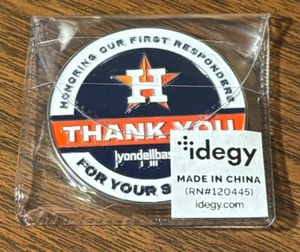 HONORING OUR FIRST RESPONDERS
H
THANK YOU
lyondellbas
FOR YOUR S
idegy
MADE IN CHINA
(RN#120445)
idegy.com